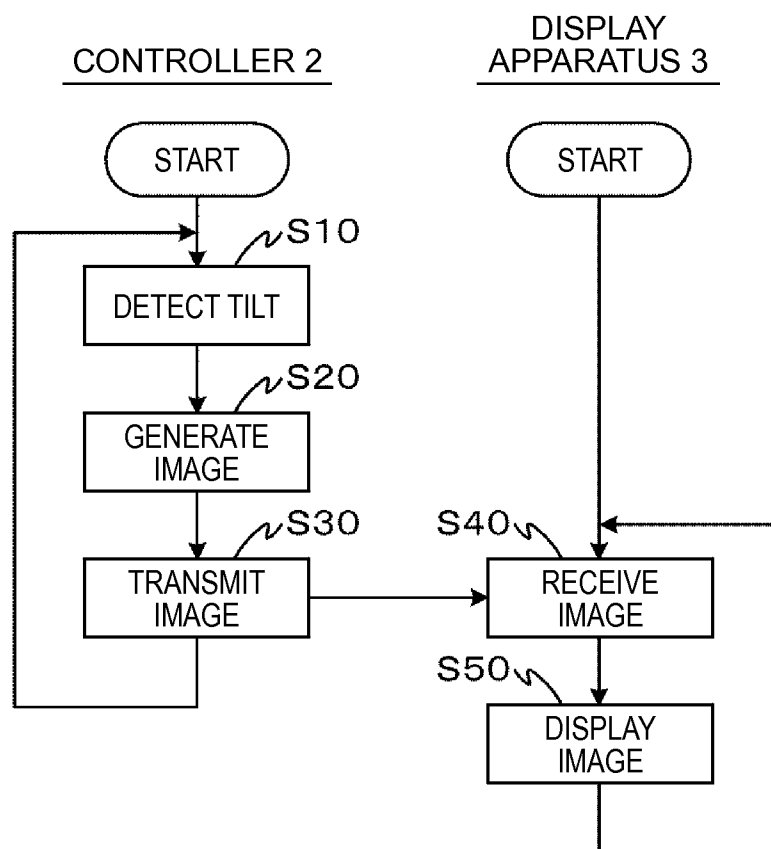 CONTROLLER 2
DISPLAY
APPARATUS 3
START
START
S10
DETECT TILT
S20
GENERATE
IMAGE
S30
TRANSMIT
IMAGE
S40
RECEIVE
IMAGE
S50
DISPLAY
IMAGE